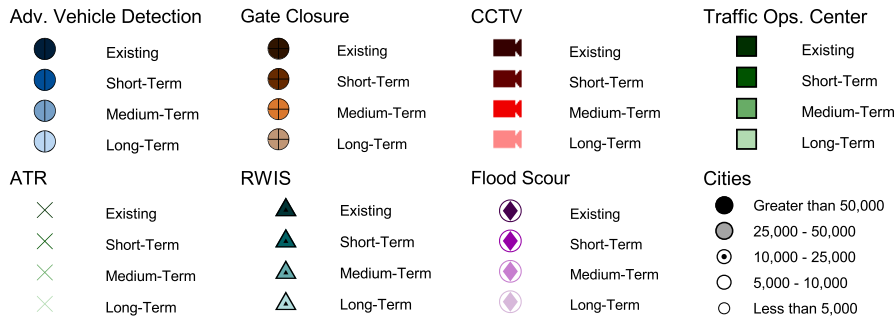 Adv. Vehicle Detection
Existing
Short-Term
Medium-Term
Long-Term
Gate Closure
Existing
Short-Term
Medium-Term
Long-Term
CCTV
Existing
Short-Term
Medium-Term
Long-Term
Traffic Ops. Center
Existing
Short-Term
Medium-Term
Long-Term
ATR
Existing
Short-Term
Medium-Term
Long-Term
RWIS
Existing
Short-Term
Medium-Term
Long-Term
Flood Scour
Existing
Short-Term
Medium-Term
Long-Term
Cities
Greater than 50,000
25,000 - 50,000
10,000 - 25,000
5,000 - 10,000
Less than 5,000